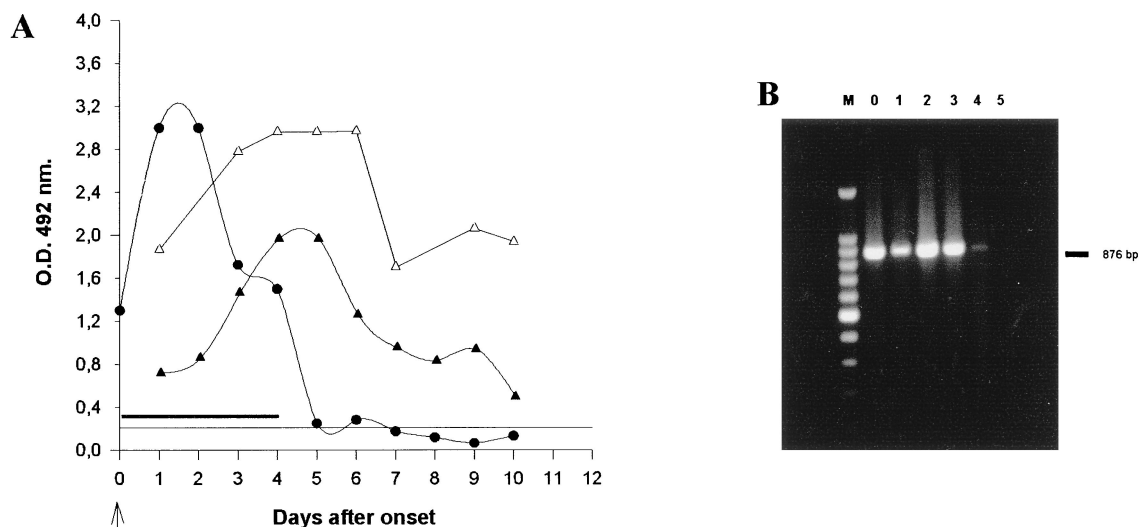 A
4,0
3,6
3,2
2,8
2,4
2,0
1,6
1,2
0,8
0,4
0,0
O.D. 492 nm.
0 1 2 3 4 5 6 7 8 9 10 11 12
Days after onset
B
M 0 1 2 3 4 5
876 bp